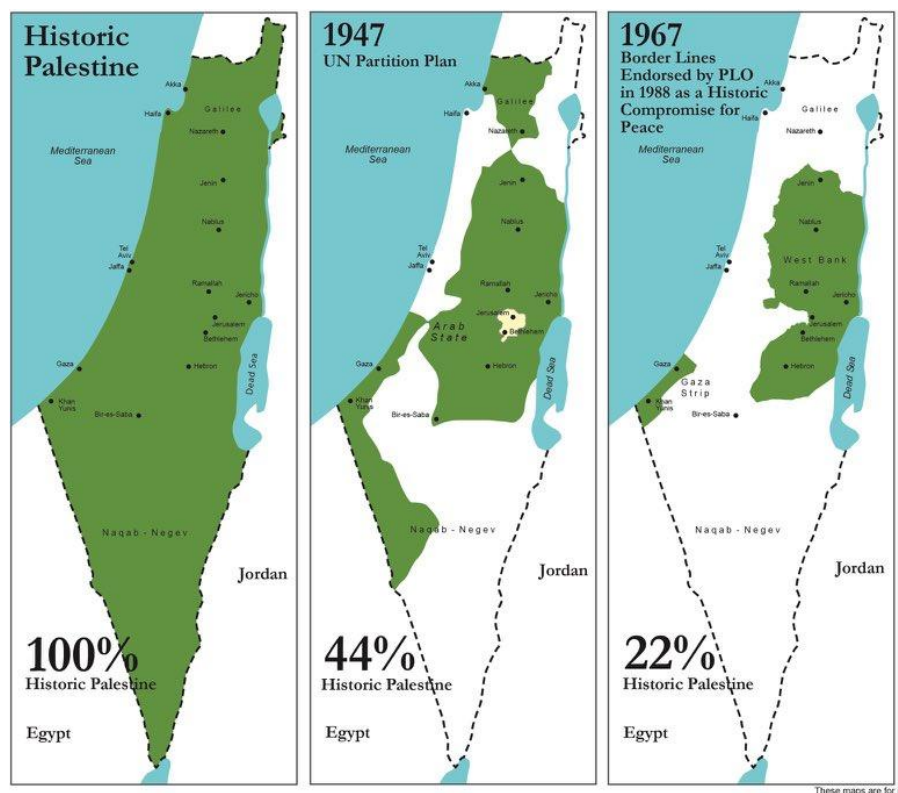 Historic
Palestine
Akka
Galilee
Haifa
Nazareth
Mediterranean
Sea
Jenin
Nablus
Tel
Aviv
Jaffa
Ramallah
Jericho
Jerusalem
Bethlehem
Gaza
Hebron
Dead Sea
Khan
Yunis
Bir-es-Saba
Naqab - Negev
Jordan
100%
Historic Palestine
Egypt
1947
UN Partition Plan
Akka
Galilee
Haifa
Nazareth
Mediterranean
Sea
Jenin
Nablus
Tel
Aviv
Jaffa
Ramallah
Jericho
Jerusalem
Arab
State
Bethlehem
Gaza
Hebron
Dead Sea
Khan
Yunis
Bir-es-Saba
Naqab - Negev
Jordan
44%
Historic Palestine
Egypt
1967
Border Lines
Endorsed by PLO
in 1988 as a Historic
Compromise for
Peace
Akka
Galilee
Haifa
Nazareth
Mediterranean
Sea
Jenin
Nablus
West Bank
Tel
Aviv
Jaffa
Ramallah
Jericho
Jerusalem
Bethlehem
Gaza
Hebron
Gaza
Strip
Dead Sea
Khan
Yunis
Bir-es-Saba
Naqab - Negev
Jordan
22%
Historic Palestine
Egypt
These maps are for